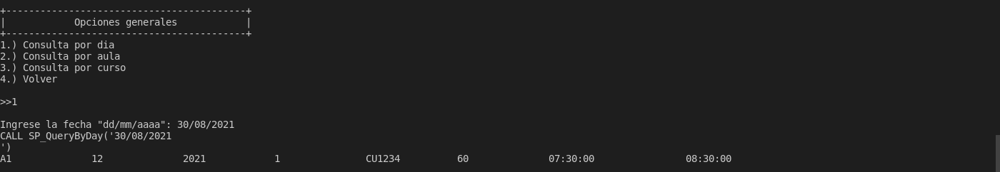 +------------------------------------------+
|            Opciones generales            |
+------------------------------------------+
1.) Consulta por dia
2.) Consulta por aula
3.) Consulta por curso
4.) Volver
>>1
Ingrese la fecha "dd/mm/aaaa": 30/08/2021
CALL SP_QueryByDay('30/08/2021
')
A1              12              2021            1               CU1234          60              07:30:00                08:30:00